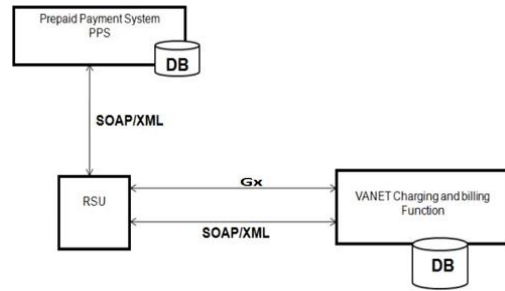 Prepaid Payment System
PPS
DB
SOAP/XML
Gx
RSU
VANET Charging and billing
Function
SOAP/XML
DB